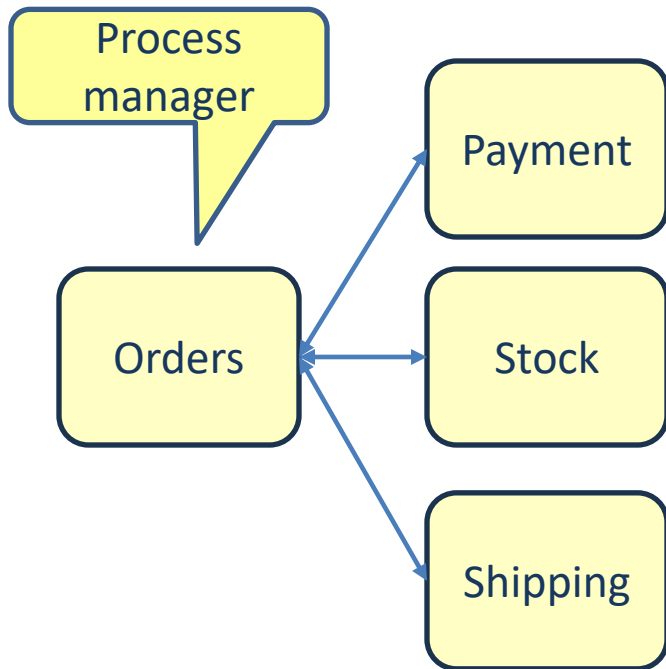 Process
manager
Payment
Orders
Stock
Shipping